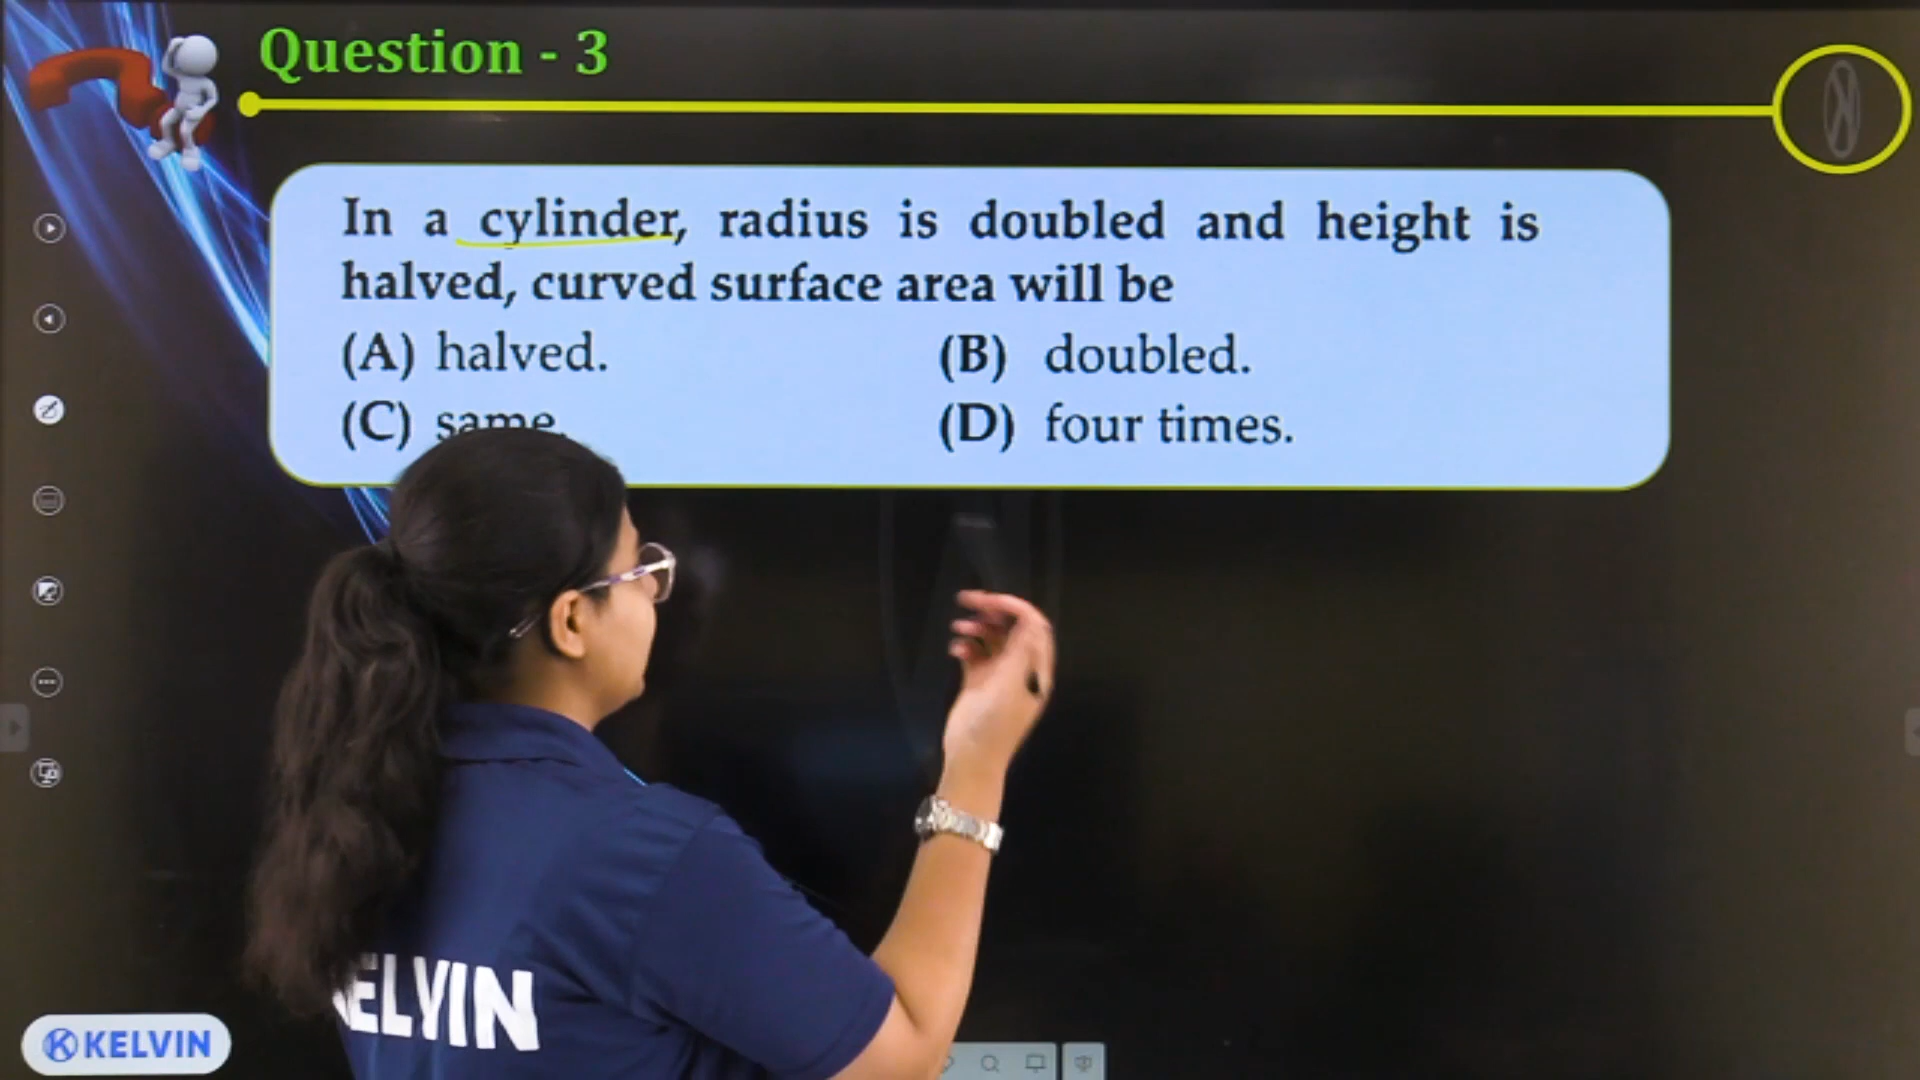 Question - 3
In a cylinder, radius is doubled and height is
halved, curved surface area will be
(A) halved. (B) doubled.
(C) same. (D) four times.
KELVIN
KELVIN